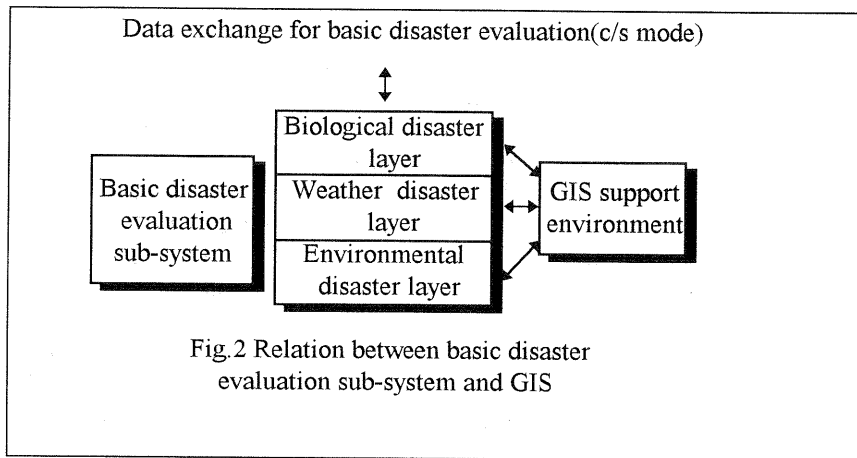 Data exchange for basic disaster evaluation(c/s mode)
Biological disaster
layer
Weather disaster
layer
Environmental
disaster layer
Basic disaster
evaluation
sub-system
GIS support
environment
Fig.2 Relation between basic disaster
evaluation sub-system and GIS